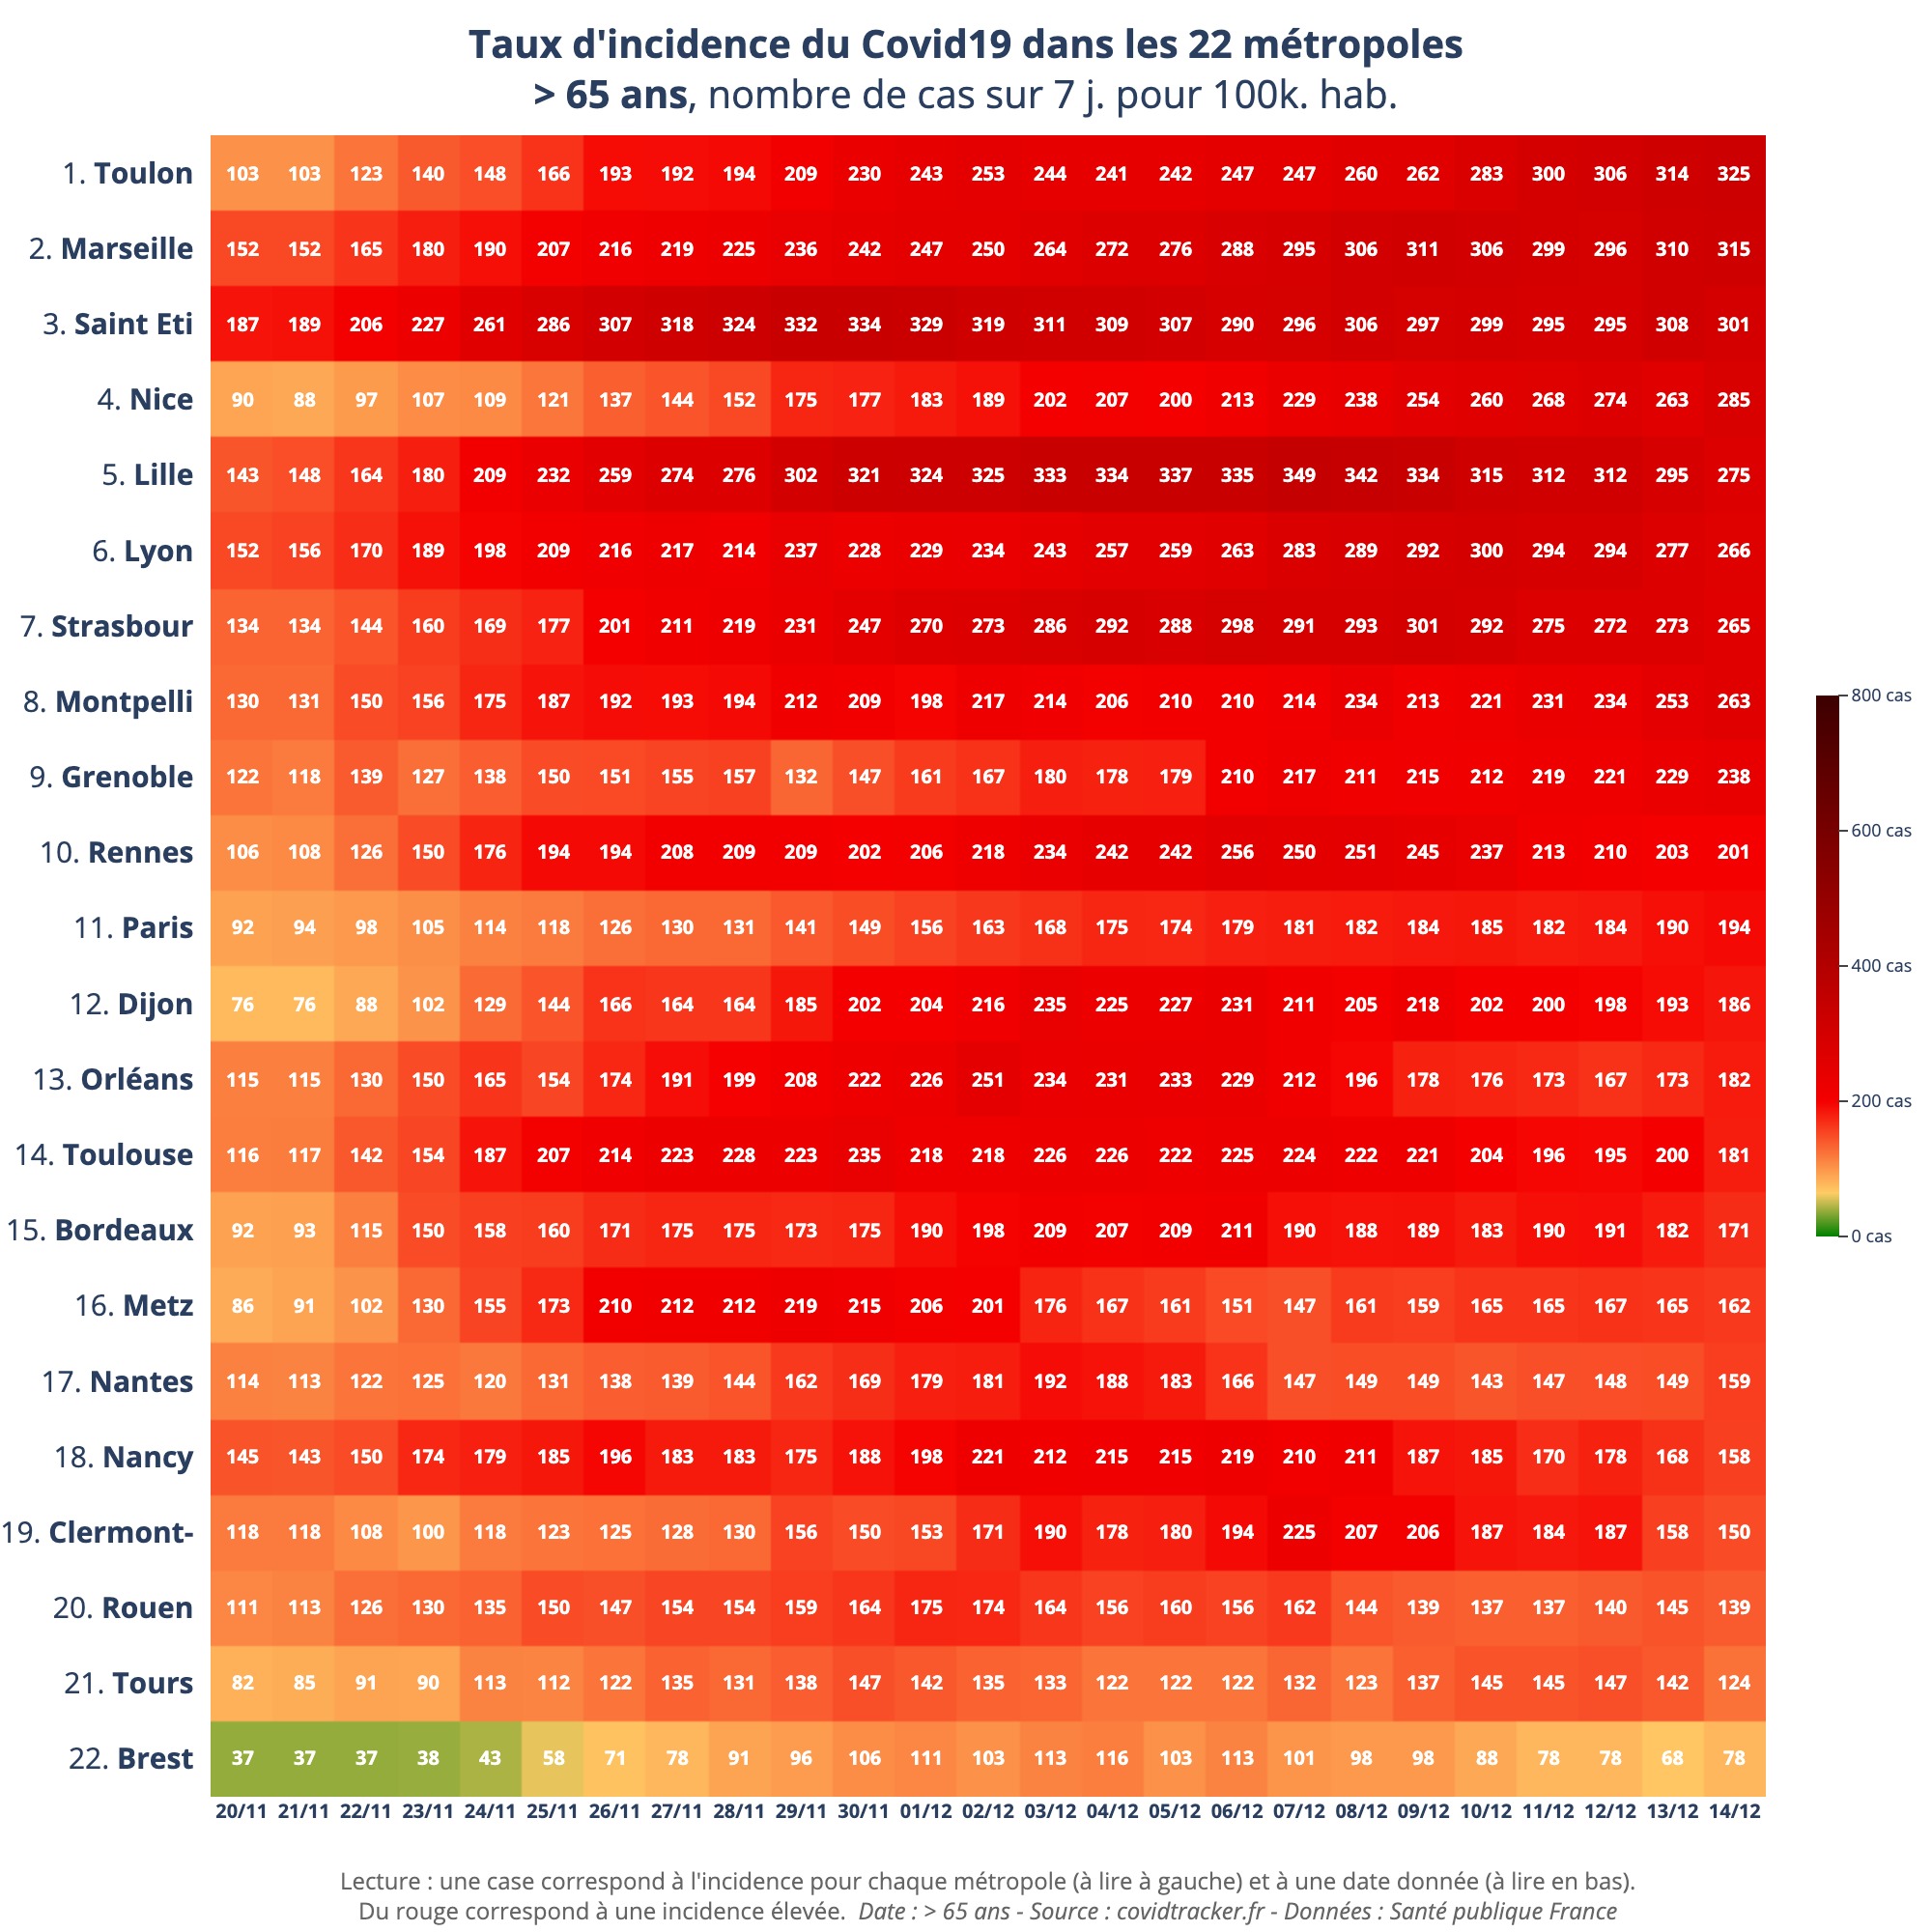 Taux d'incidence du Covid19 dans les 22 métropoles
> 65 ans, nombre de cas sur 7 j. pour 100k. hab.
1. Toulon 103 103 123 140 148 166 193 192 194 209 230 243 253 244 241 242 247 247 260 262 283 300 306 314 325
2. Marseille 152 152 165 180 190 207 216 219 225 236 242 247 250 264 272 276 288 295 306 311 306 299 296 310 315
3. Saint Eti 187 189 206 227 261 286 307 318 324 332 334 329 319 311 309 307 290 296 306 297 299 295 295 308 301
4. Nice 90 88 97 107 109 121 137 144 152 175 177 183 189 202 207 200 213 229 238 254 260 268 274 263 285
5. Lille 143 148 164 180 209 232 259 274 276 302 321 324 325 333 334 337 335 349 342 334 315 312 312 295 275
6. Lyon 152 156 170 189 198 209 216 217 214 237 228 229 234 243 257 259 263 283 289 292 300 294 294 277 266
7. Strasbour 134 134 144 160 169 177 201 211 219 231 247 270 273 286 292 288 298 291 293 301 292 275 272 273 265
8. Montpelli 130 131 150 156 175 187 192 193 194 212 209 198 217 214 206 210 210 214 234 213 221 231 234 253 263
9. Grenoble 122 118 139 127 138 150 151 155 157 132 147 161 167 180 178 179 210 217 211 215 212 219 221 229 238
10. Rennes 106 108 126 150 176 194 194 208 209 209 202 206 218 234 242 242 256 250 251 245 237 213 210 203 201
11. Paris 92 94 98 105 114 118 126 130 131 141 149 156 163 168 175 174 179 181 182 184 185 182 184 190 194
12. Dijon 76 76 88 102 129 144 166 164 164 185 202 204 216 235 225 227 231 211 205 218 202 200 198 193 186
13. Orléans 115 115 130 150 165 154 174 191 199 208 222 226 251 234 231 233 229 212 196 178 176 173 167 173 182
14. Toulouse 116 117 142 154 187 207 214 223 228 223 235 218 218 226 226 222 225 224 222 221 204 196 195 200 181
15. Bordeaux 92 93 115 150 158 160 171 175 175 173 175 190 198 209 207 209 211 190 188 189 183 190 191 182 171
16. Metz 86 91 102 130 155 173 210 212 212 219 215 206 201 176 167 161 151 147 161 159 165 165 167 165 162
17. Nantes 114 113 122 125 120 131 138 139 144 162 169 179 181 192 188 183 166 147 149 149 143 147 148 149 159
18. Nancy 145 143 150 174 179 185 196 183 183 175 188 198 221 212 215 215 219 210 211 187 185 170 178 168 158
19. Clermont- 118 118 108 100 118 123 125 128 130 156 150 153 171 190 178 180 194 225 207 206 187 184 187 158 150
20. Rouen 111 113 126 130 135 150 147 154 154 159 164 175 174 164 156 160 156 162 144 139 137 137 140 145 139
21. Tours 82 85 91 90 113 112 122 135 131 138 147 142 135 133 122 122 122 132 123 137 145 145 147 142 124
22. Brest 37 37 37 38 43 58 71 78 91 96 106 111 103 113 116 103 113 101 98 98 88 78 78 68 78
20/11 21/11 22/11 23/11 24/11 25/11 26/11 27/11 28/11 29/11 30/11 01/12 02/12 03/12 04/12 05/12 06/12 07/12 08/12 09/12 10/12 11/12 12/12 13/12 14/12
800 cas
600 cas
400 cas
200 cas
0 cas
Lecture : une case correspond à l'incidence pour chaque métropole (à lire à gauche) et à une date donnée (à lire en bas).
Du rouge correspond à une incidence élevée. Date : > 65 ans - Source : covidtracker.fr - Données : Santé publique France